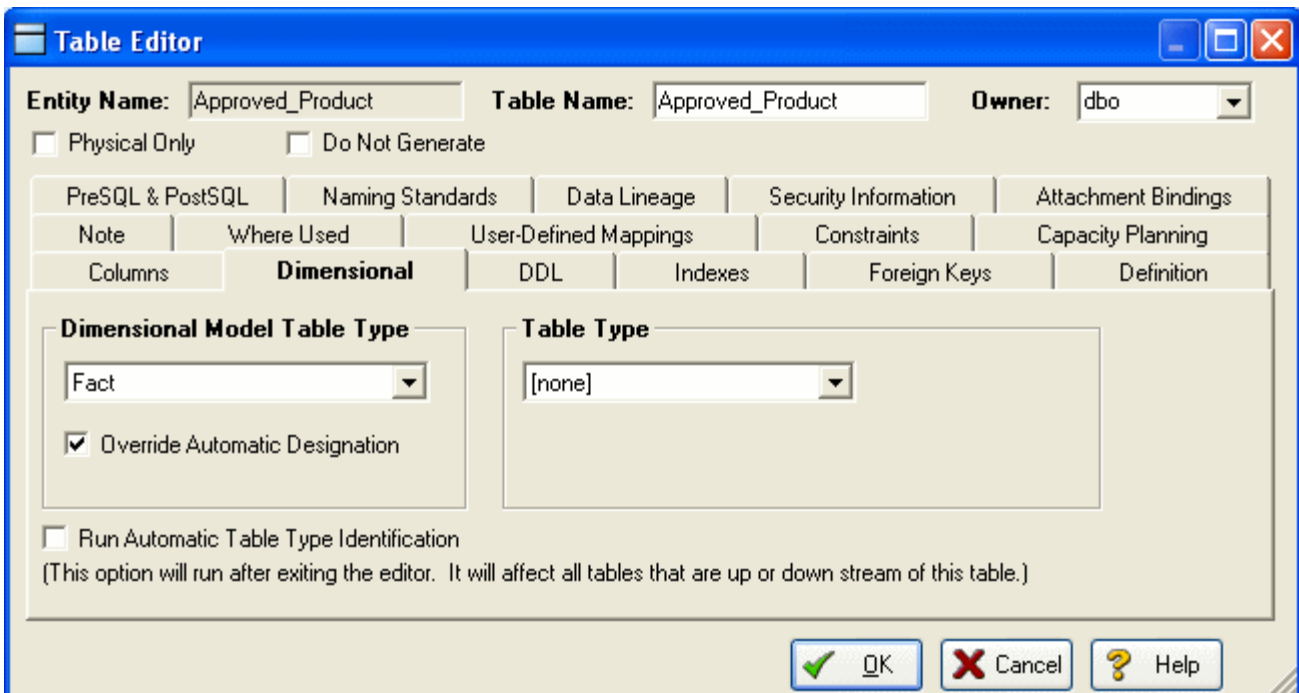 Table Editor
Entity Name: Approved_Product Table Name: Approved_Product Owner: dbo
Physical Only Do Not Generate
PreSQL & PostSQL Naming Standards Data Lineage Security Information Attachment Bindings
Note Where Used User-Defined Mappings Constraints Capacity Planning
Columns Dimensional DDL Indexes Foreign Keys Definition
Dimensional Model Table Type Table Type
Fact [none]
Override Automatic Designation
Run Automatic Table Type Identification
(This option will run after exiting the editor. It will affect all tables that are up or down stream of this table.)
OK Cancel Help